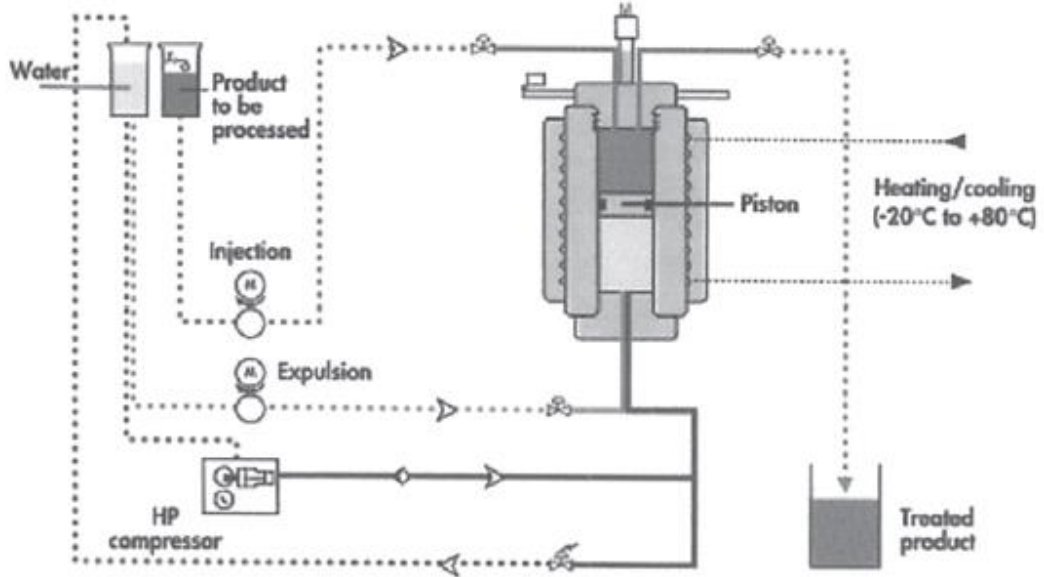 M
Water
Product
to be
processed
Heating/cooling
(-20°C to +80°C)
Piston
Injection
M
M
Expulsion
HP
compressor
Treated
product